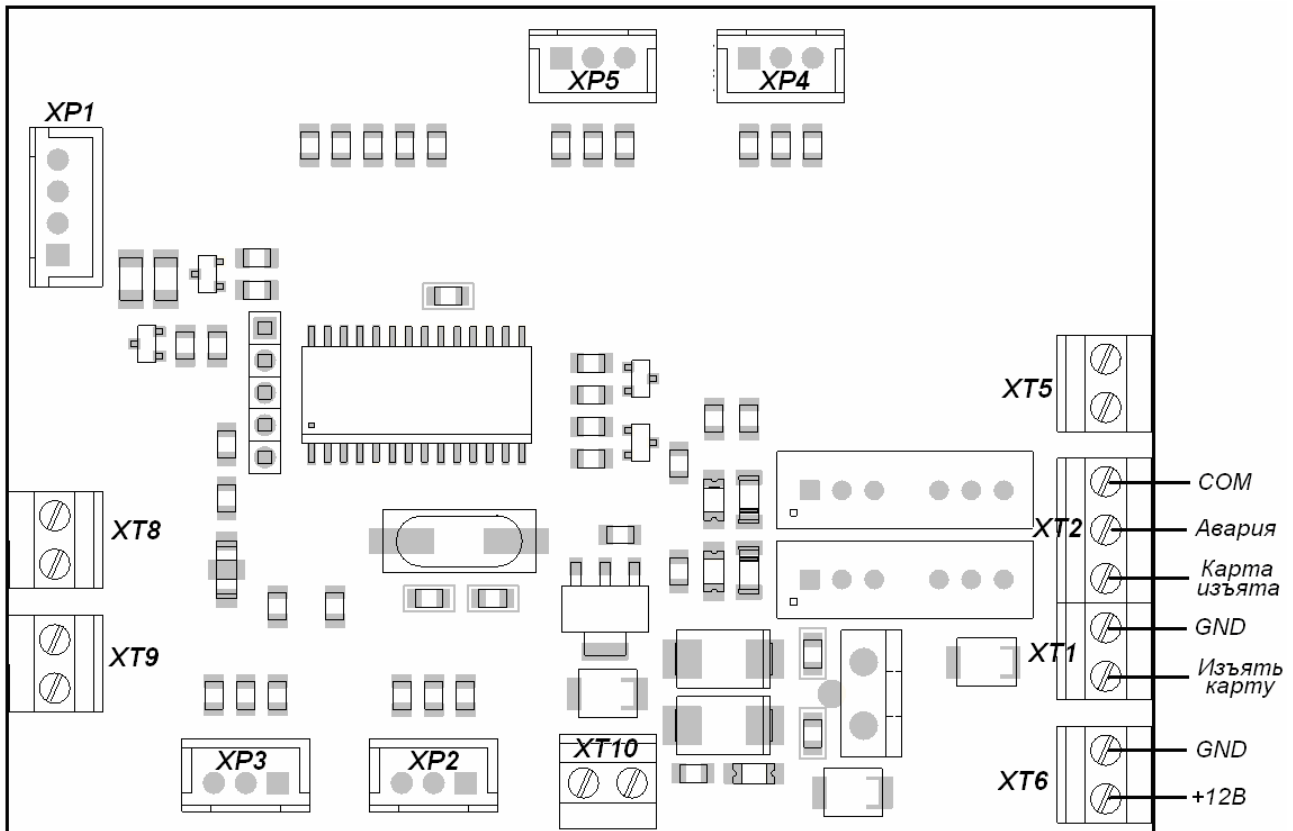 XP5
XP4
XP1
XT5
COM
XT8
XT2
Авария
Карта
изъята
GND
XT9
XT1
Изъять
карту
XP3
XP2
XT10
GND
XT6
+12В